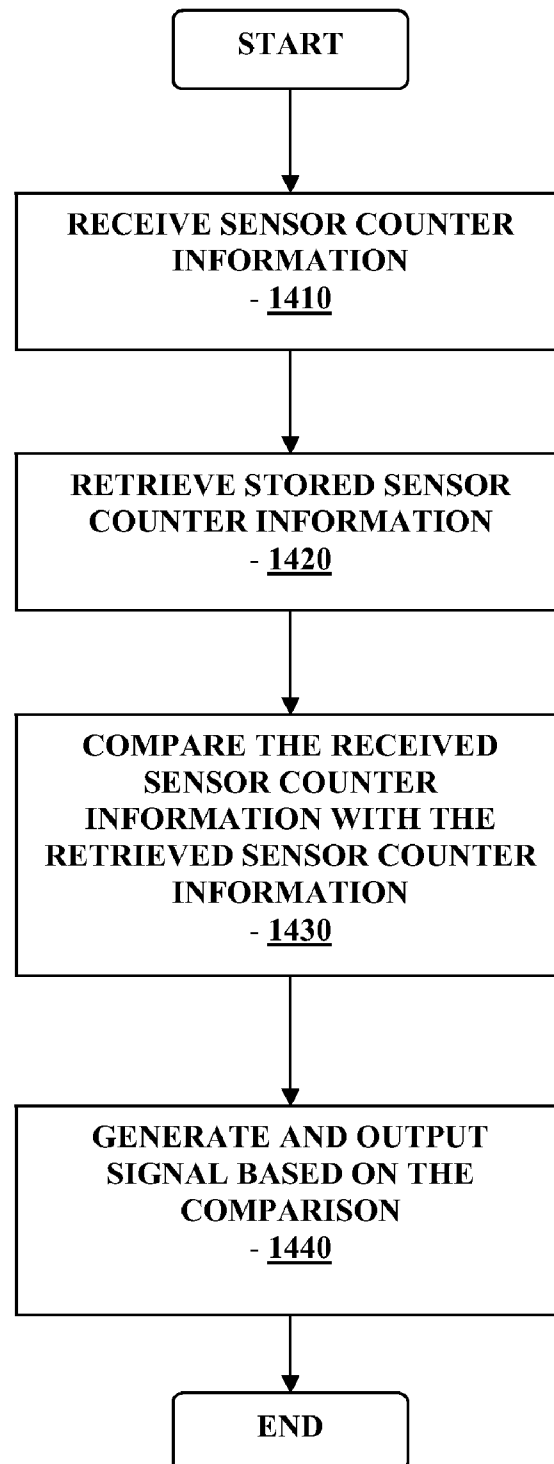 START
RECEIVE SENSOR COUNTER
INFORMATION
- 1410
RETRIEVE STORED SENSOR
COUNTER INFORMATION
- 1420
COMPARE THE RECEIVED
SENSOR COUNTER
INFORMATION WITH THE
RETRIEVED SENSOR COUNTER
INFORMATION
- 1430
GENERATE AND OUTPUT
SIGNAL BASED ON THE
COMPARISON
- 1440
END